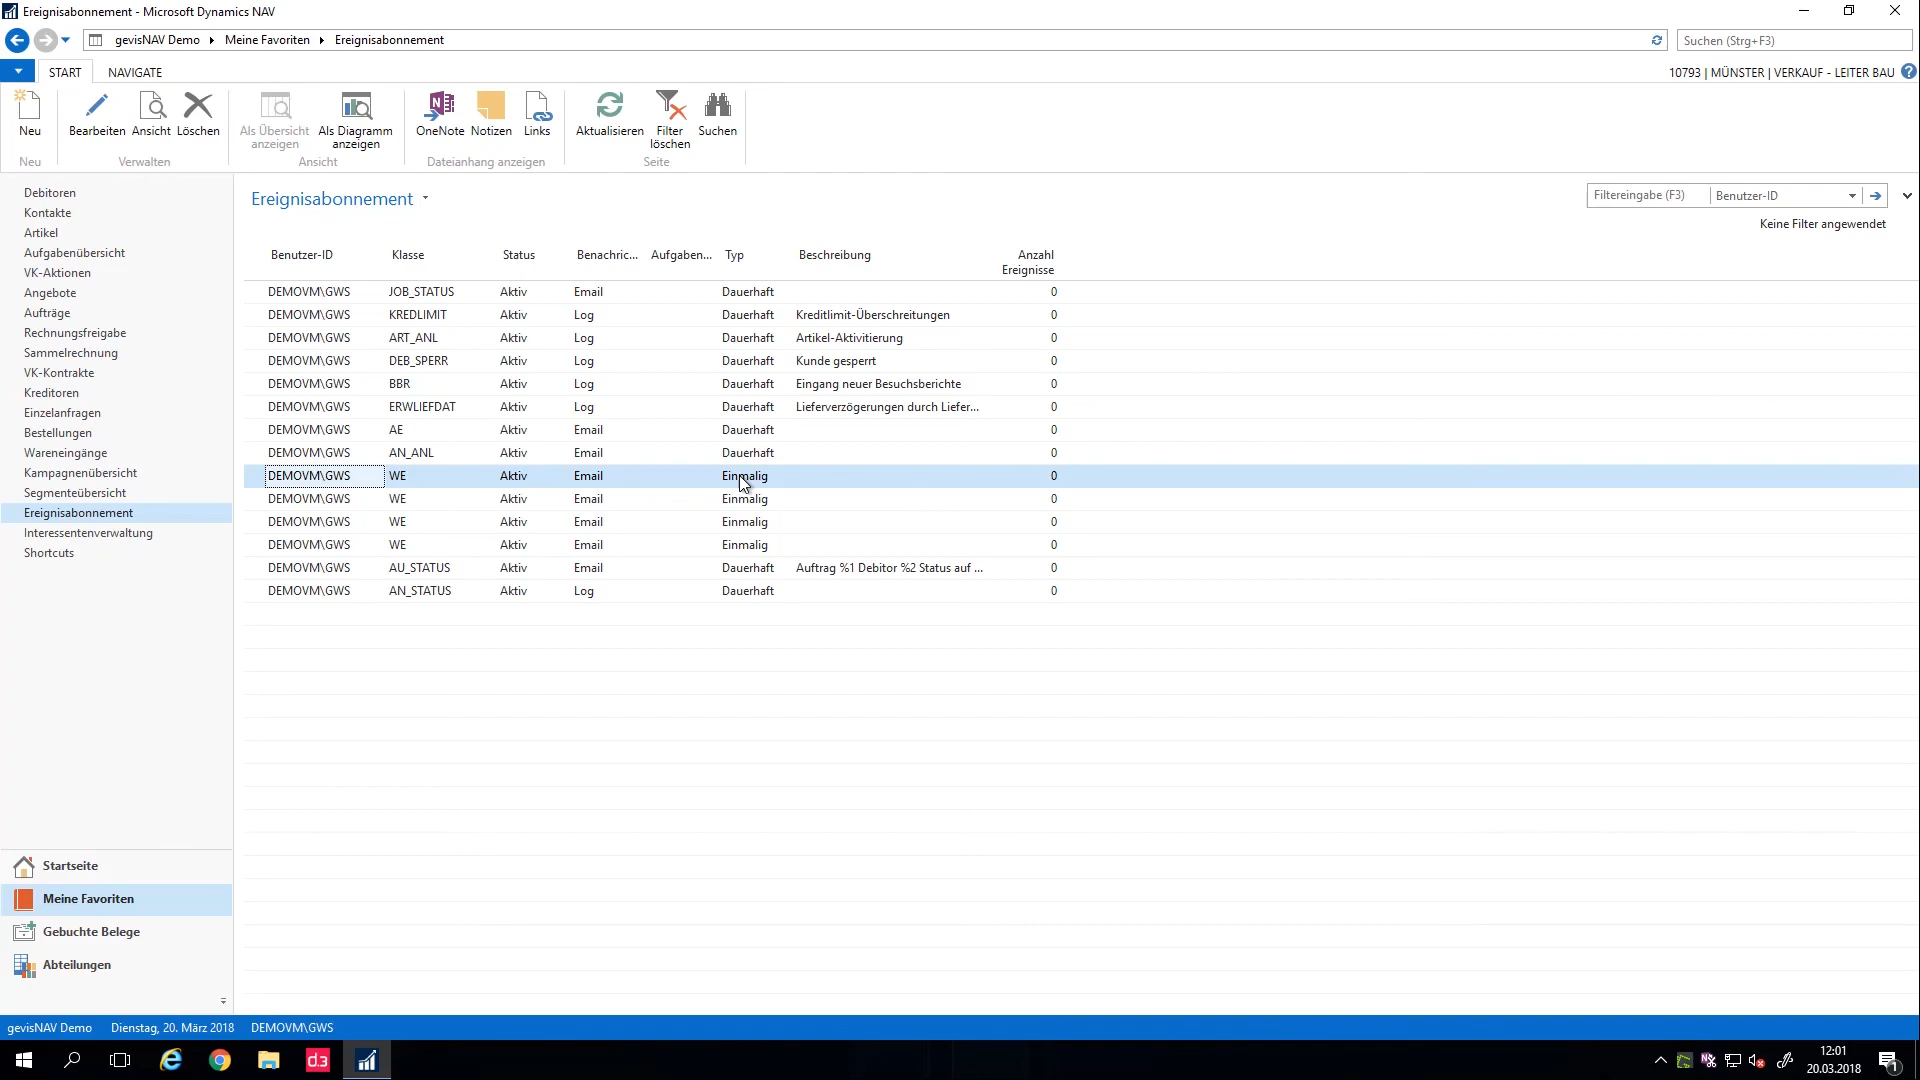 Ereignisabonnement - Microsoft Dynamics NAV
gevisNAV Demo ▸ Meine Favoriten ▸ Ereignisabonnement
Suchen (Strg+F3)
START NAVIGATE
10793 | MÜNSTER | VERKAUF - LEITER BAU
Neu
Bearbeiten
Ansicht
Löschen
Als Übersicht anzeigen
Als Diagramm anzeigen
OneNote
Notizen
Links
Aktualisieren
Filter löschen
Suchen
Neu
Verwalten
Ansicht
Dateianhang anzeigen
Seite
Debitoren
Kontakte
Artikel
Aufgabenübersicht
VK-Aktionen
Angebote
Aufträge
Rechnungsfreigabe
Sammelrechnung
VK-Kontrakte
Kreditoren
Einzelanfragen
Bestellungen
Wareneingänge
Kampagnenübersicht
Segmenteübersicht
Ereignisabonnement
Interessentenverwaltung
Shortcuts
Startseite
Meine Favoriten
Gebuchte Belege
Abteilungen
Ereignisabonnement
Filtereingabe (F3) Benutzer-ID
Keine Filter angewendet
Benutzer-ID Klasse Status Benachric... Aufgaben... Typ Beschreibung Anzahl Ereignisse
DEMOVM\GWS JOB_STATUS Aktiv Email Dauerhaft 0
DEMOVM\GWS KREDLIMIT Aktiv Log Dauerhaft Kreditlimit-Überschreitungen 0
DEMOVM\GWS ART_ANL Aktiv Log Dauerhaft Artikel-Aktivitierung 0
DEMOVM\GWS DEB_SPERR Aktiv Log Dauerhaft Kunde gesperrt 0
DEMOVM\GWS BBR Aktiv Log Dauerhaft Eingang neuer Besuchsberichte 0
DEMOVM\GWS ERWLIEFDAT Aktiv Log Dauerhaft Lieferverzögerungen durch Liefer... 0
DEMOVM\GWS AE Aktiv Email Dauerhaft 0
DEMOVM\GWS AN_ANL Aktiv Email Dauerhaft 0
DEMOVM\GWS WE Aktiv Email Einmalig 0
DEMOVM\GWS WE Aktiv Email Einmalig 0
DEMOVM\GWS WE Aktiv Email Einmalig 0
DEMOVM\GWS WE Aktiv Email Einmalig 0
DEMOVM\GWS AU_STATUS Aktiv Email Dauerhaft Auftrag %1 Debitor %2 Status auf ... 0
DEMOVM\GWS AN_STATUS Aktiv Log Dauerhaft 0
gevisNAV Demo Dienstag, 20. März 2018 DEMOVM\GWS
d.3
12:01
20.03.2018
1